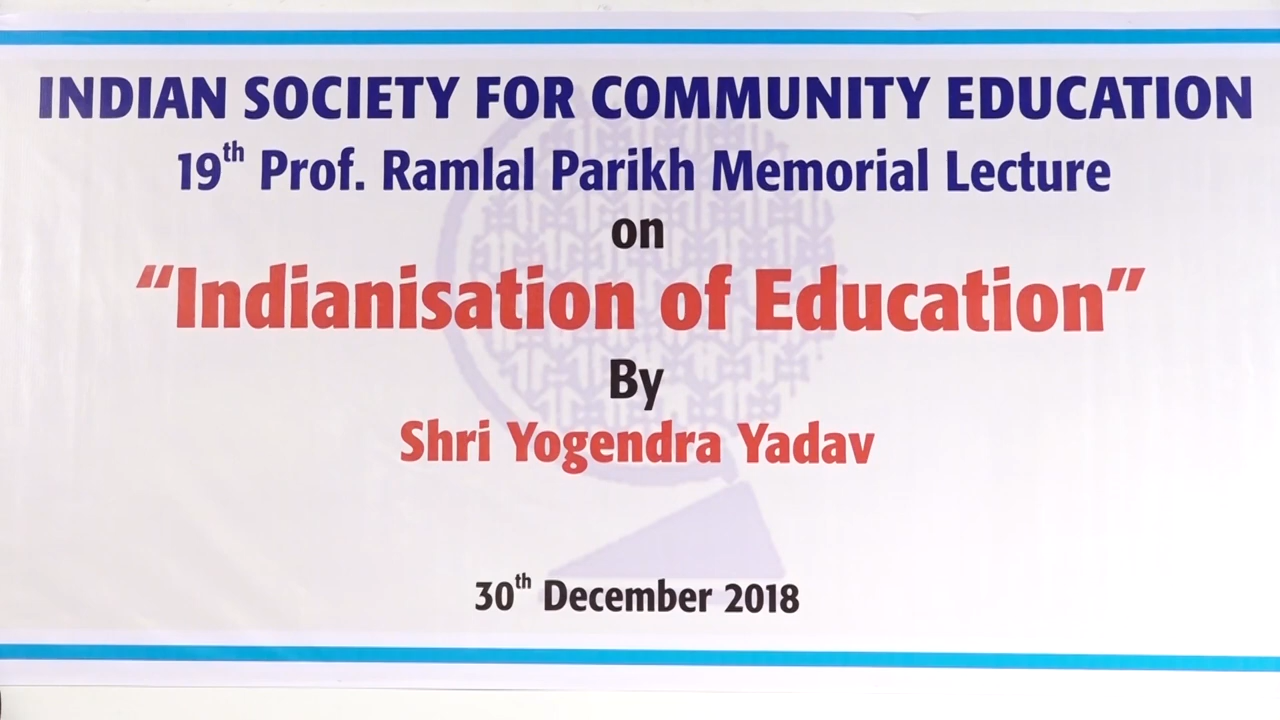 INDIAN SOCIETY FOR COMMUNITY EDUCATION
19th Prof. Ramlal Parikh Memorial Lecture
on
“Indianisation of Education”
By
Shri Yogendra Yadav
30th December 2018